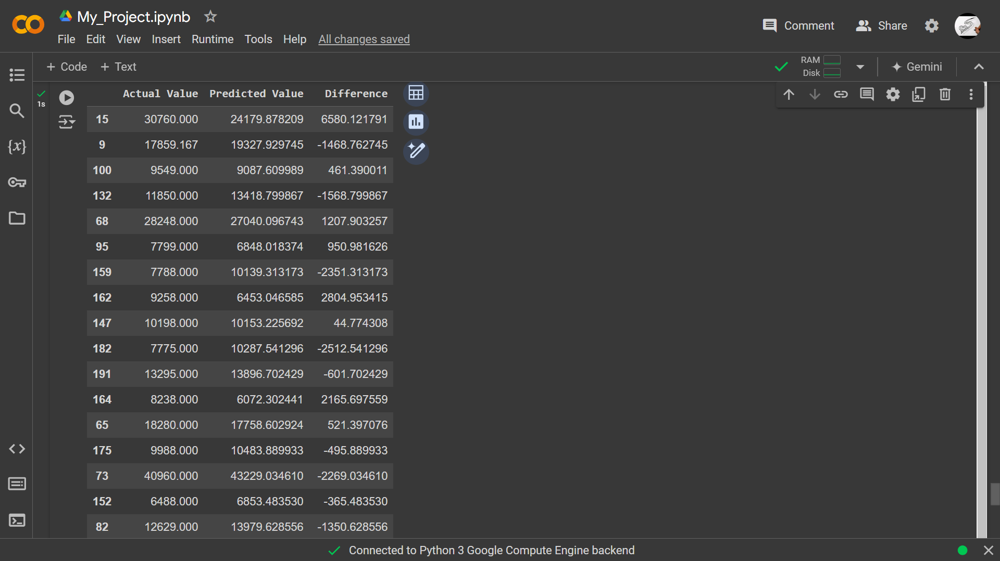 My_Project.ipynb
File Edit View Insert Runtime Tools Help All changes saved
Comment Share
+ Code + Text
RAM
Disk
Gemini
1s
Actual Value Predicted Value Difference
15 30760.000 24179.878209 6580.121791
9 17859.167 19327.929745 -1468.762745
100 9549.000 9087.609989 461.390011
132 11850.000 13418.799867 -1568.799867
68 28248.000 27040.096743 1207.903257
95 7799.000 6848.018374 950.981626
159 7788.000 10139.313173 -2351.313173
162 9258.000 6453.046585 2804.953415
147 10198.000 10153.225692 44.774308
182 7775.000 10287.541296 -2512.541296
191 13295.000 13896.702429 -601.702429
164 8238.000 6072.302441 2165.697559
65 18280.000 17758.602924 521.397076
175 9988.000 10483.889933 -495.889933
73 40960.000 43229.034610 -2269.034610
152 6488.000 6853.483530 -365.483530
82 12629.000 13979.628556 -1350.628556
{x}
Connected to Python 3 Google Compute Engine backend